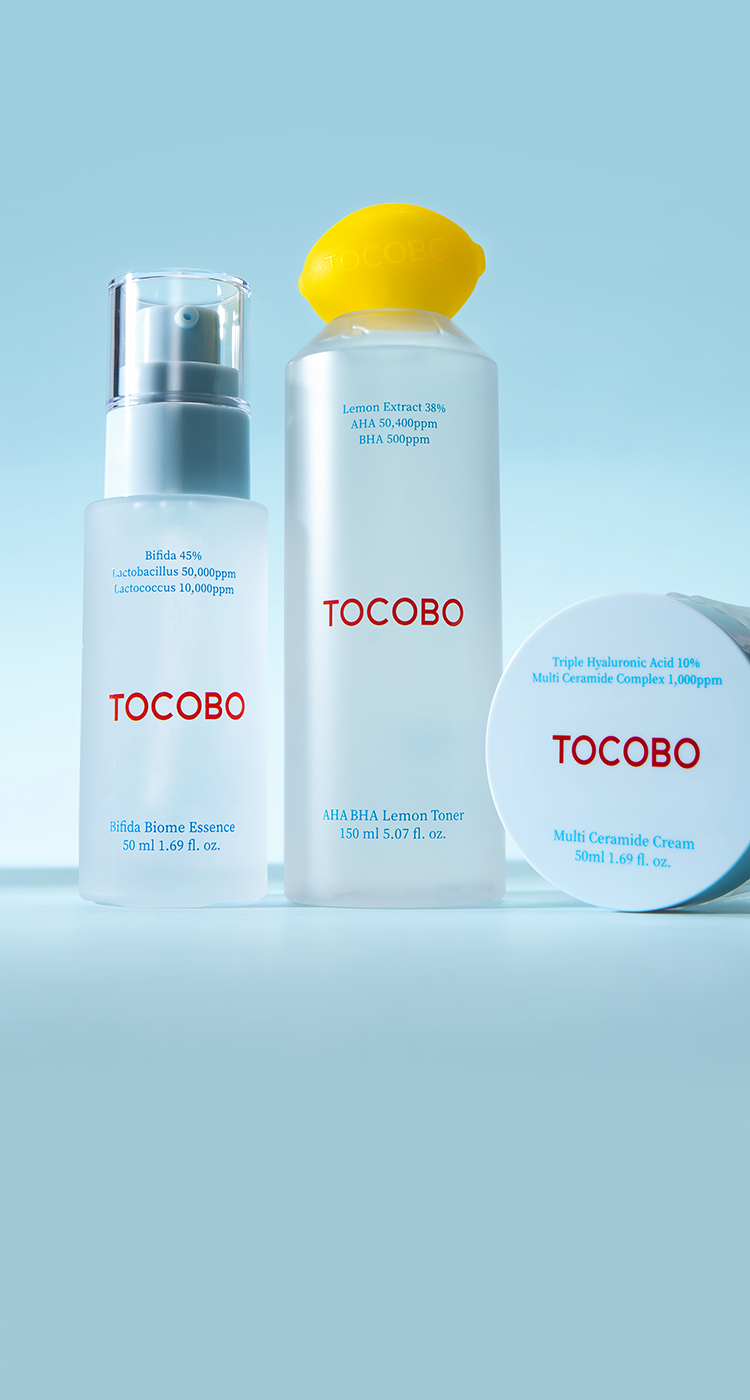 Bifida 45%
Lactobacillus 50,000ppm
Lactococcus 10,000ppm
TOCOBO
Bifida Biome Essence
50 ml 1.69 fl. oz.
TOCOBO
Lemon Extract 38%
AHA 50,400ppm
BHA 500ppm
TOCOBO
AHA BHA Lemon Toner
150 ml 5.07 fl. oz.
Triple Hyaluronic Acid 10%
Multi Ceramide Complex 1,000ppm
TOCOBO
Multi Ceramide Cream
50ml 1.69 fl. oz.